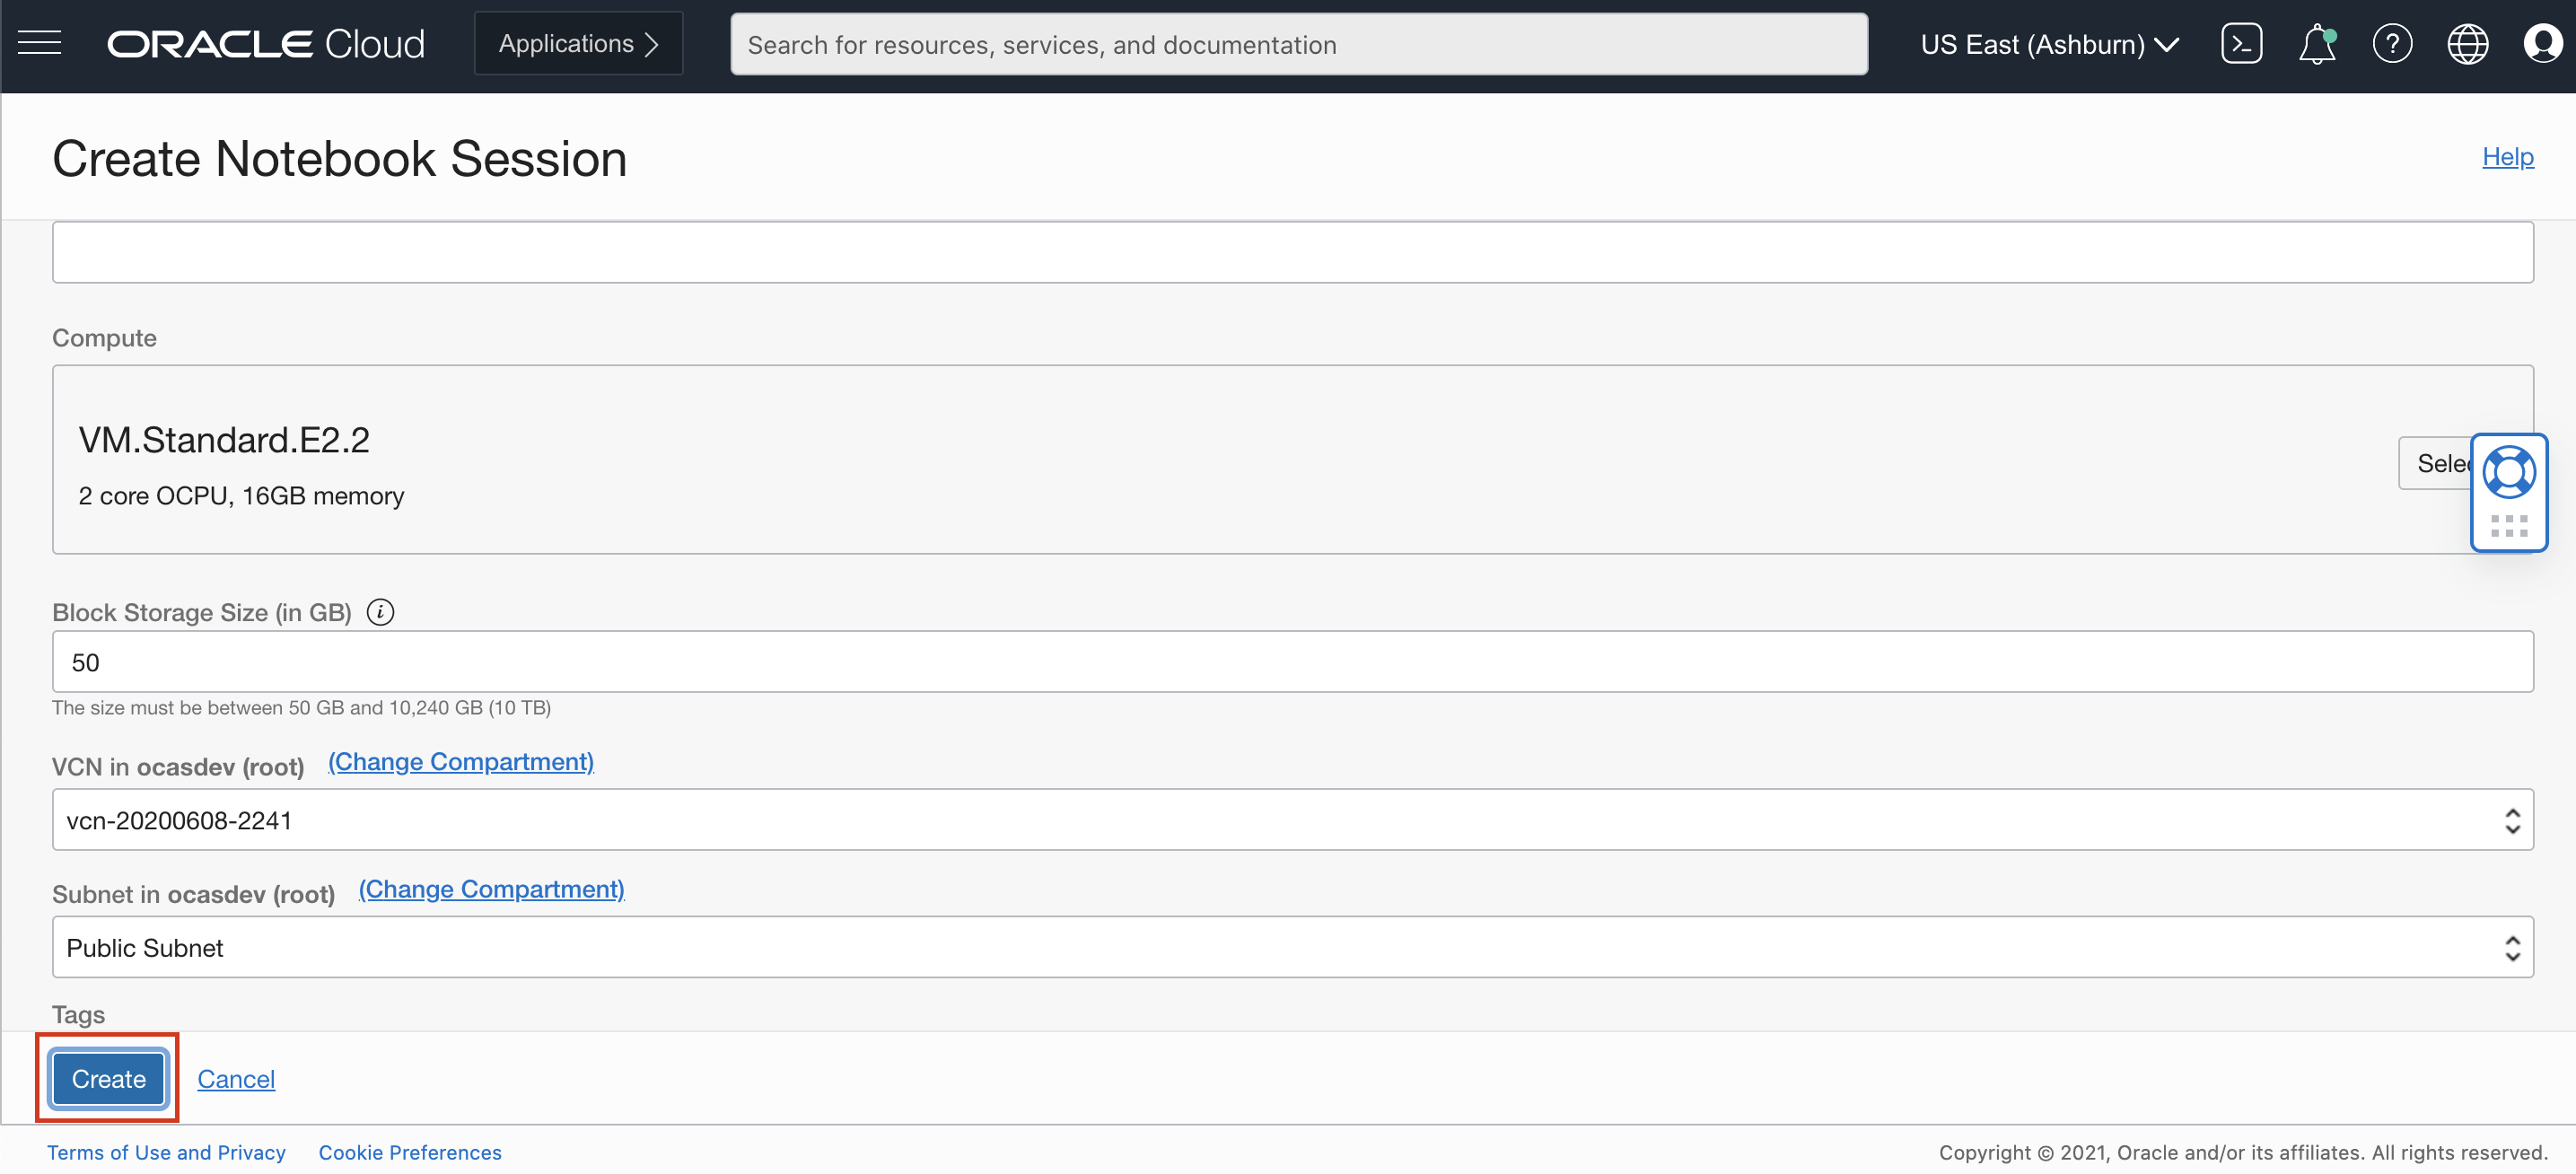 ORACLE Cloud
Applications
Search for resources, services, and documentation
US East (Ashburn)
Create Notebook Session
Help
Compute
VM.Standard.E2.2
2 core OCPU, 16GB memory
Block Storage Size (in GB)
50
The size must be between 50 GB and 10,240 GB (10 TB)
VCN in ocasdev (root) (Change Compartment)
vcn-20200608-2241
Subnet in ocasdev (root) (Change Compartment)
Public Subnet
Tags
Create Cancel
Terms of Use and Privacy Cookie Preferences
Copyright © 2021, Oracle and/or its affiliates. All rights reserved.